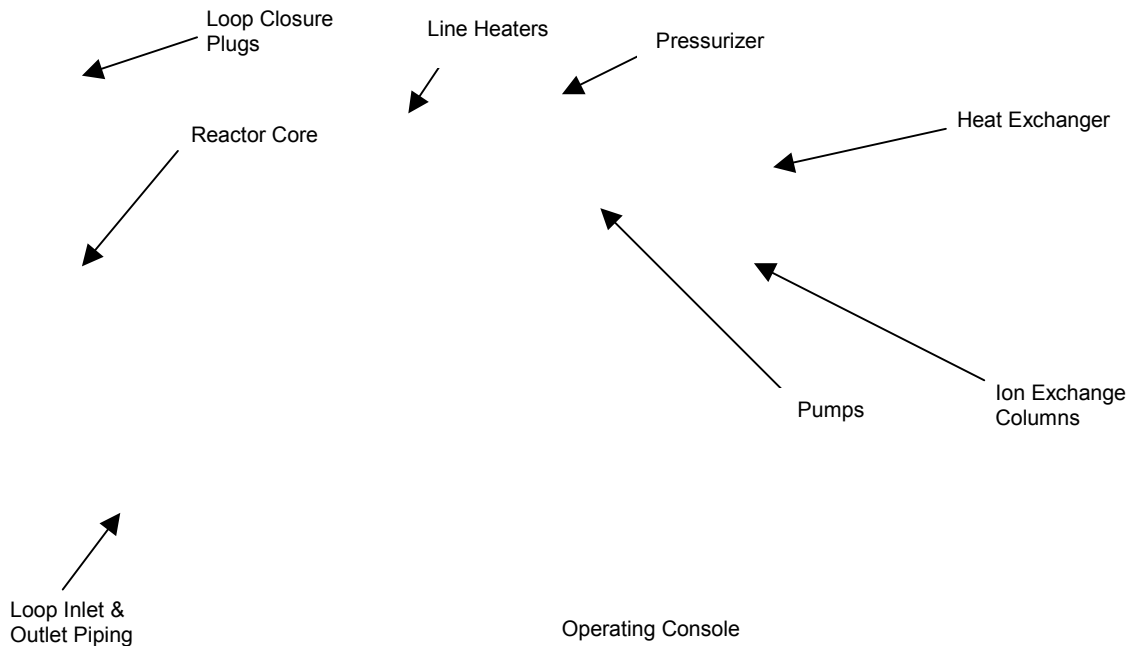 Loop Closure
Plugs
Line Heaters
Pressurizer
Heat Exchanger
Reactor Core
Ion Exchange
Columns
Pumps
Loop Inlet &
Outlet Piping
Operating Console